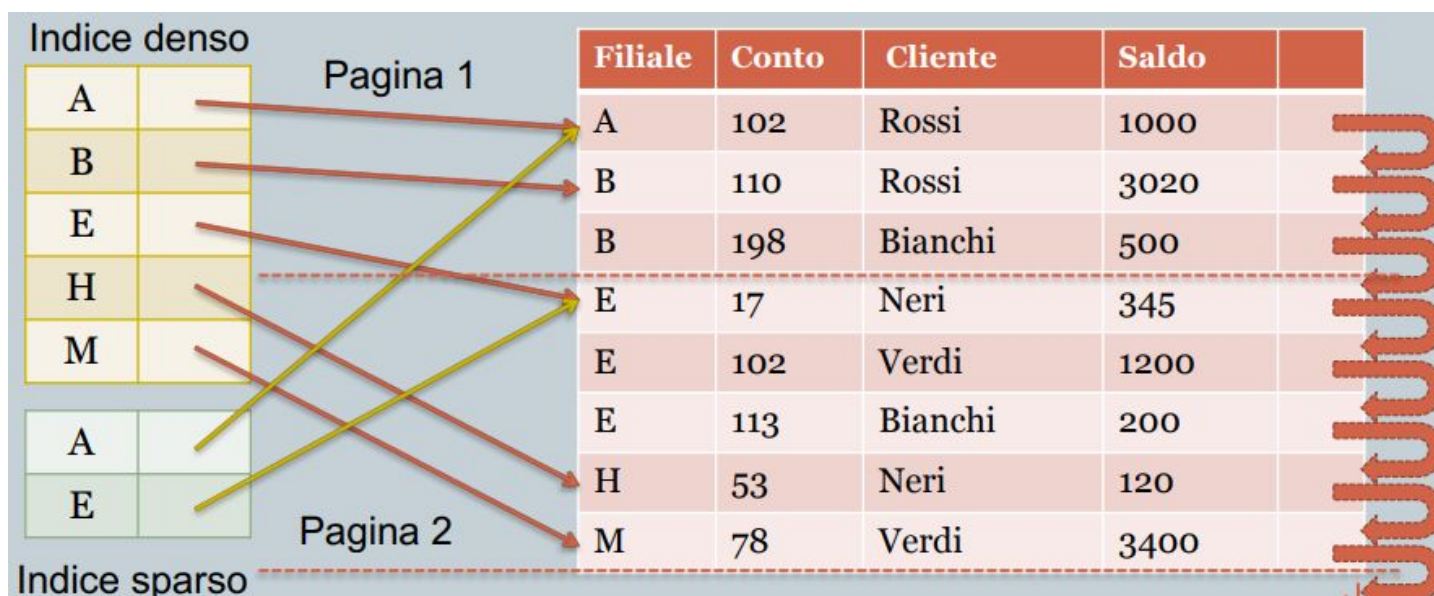 Indice denso
Pagina 1
A
B
E
H
M
A
E
Pagina 2
Indice sparso
Filiale Conto Cliente Saldo
A 102 Rossi 1000
B 110 Rossi 3020
B 198 Bianchi 500
E 17 Neri 345
E 102 Verdi 1200
E 113 Bianchi 200
H 53 Neri 120
M 78 Verdi 3400